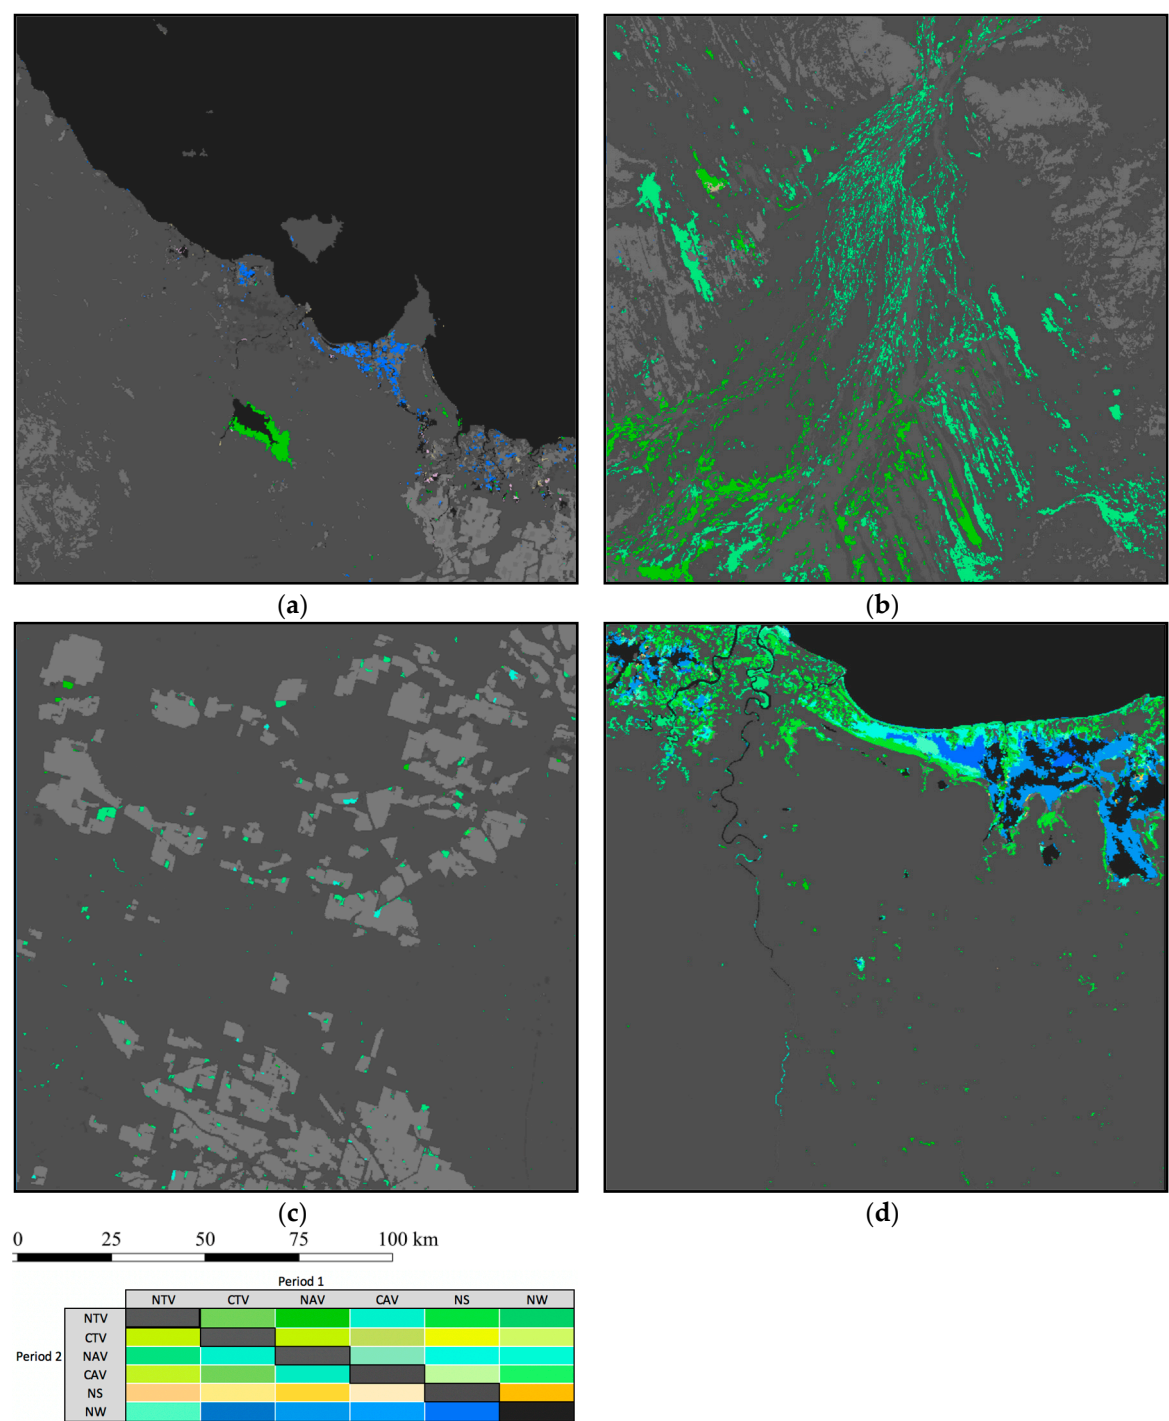 (a)
(b)
(c)
(d)
0 25 50 75 100 km
Period 1
NTV CTV NAV CAV NS NW
NTV
CTV
Period 2 NAV
CAV
NS
NW